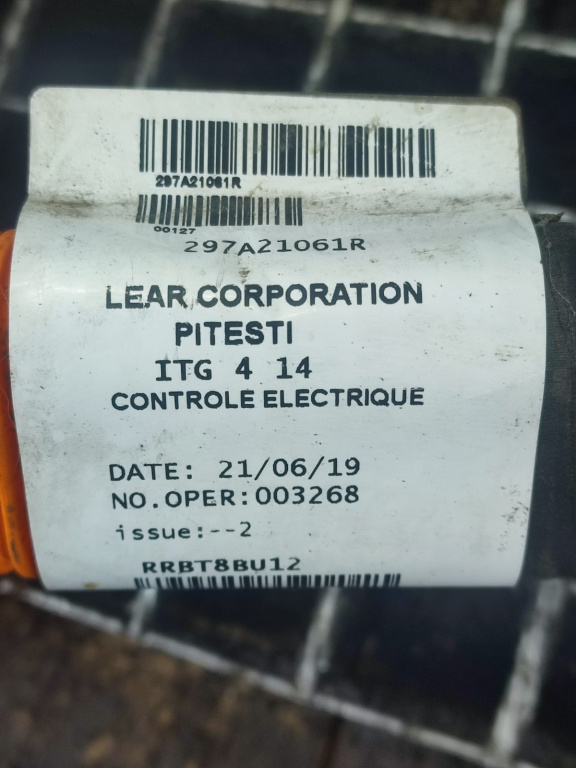 297A21061R
00127
297A21061R
LEAR CORPORATION
PITESTI
ITG 4 14
CONTROLE ELECTRIQUE
DATE: 21/06/19
NO.OPER:003268
issue:--2
RRBT8BU12